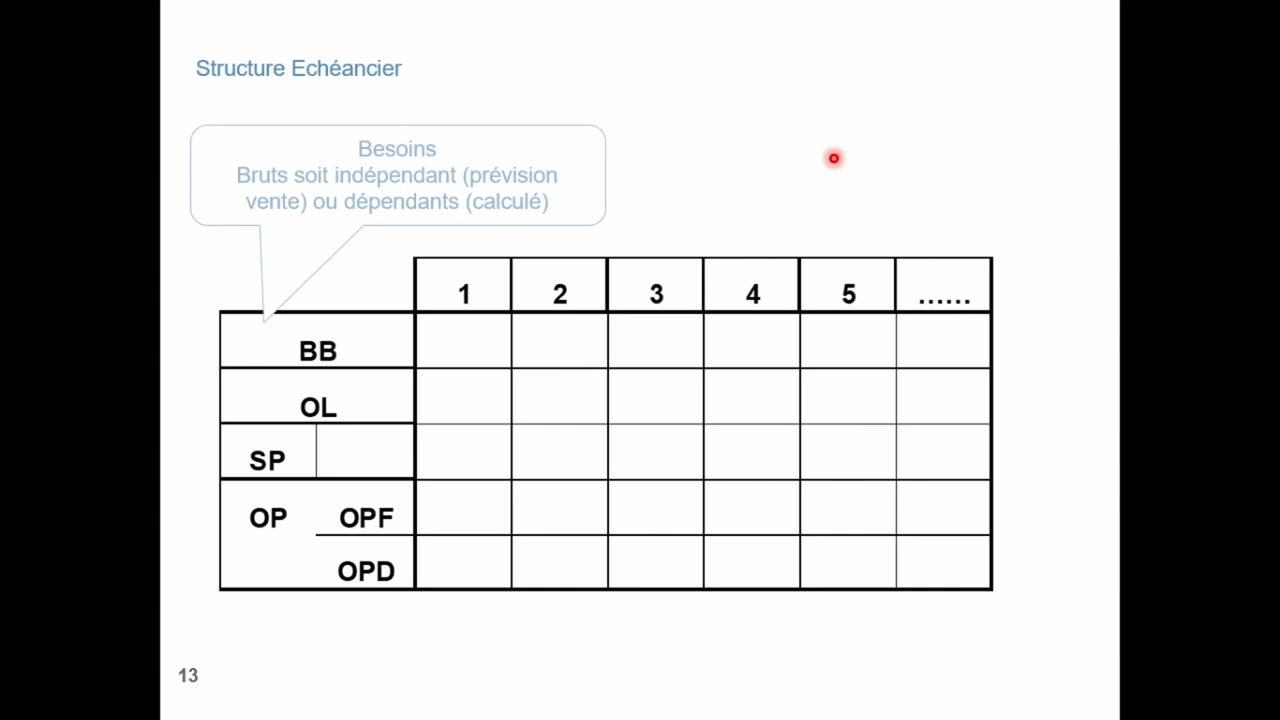 Structure Echéancier
Besoins
Bruts soit indépendant (prévision
vente) ou dépendants (calculé)
1 2 3 4 5 ......
BB
OL
SP
OP OPF
OPD
13